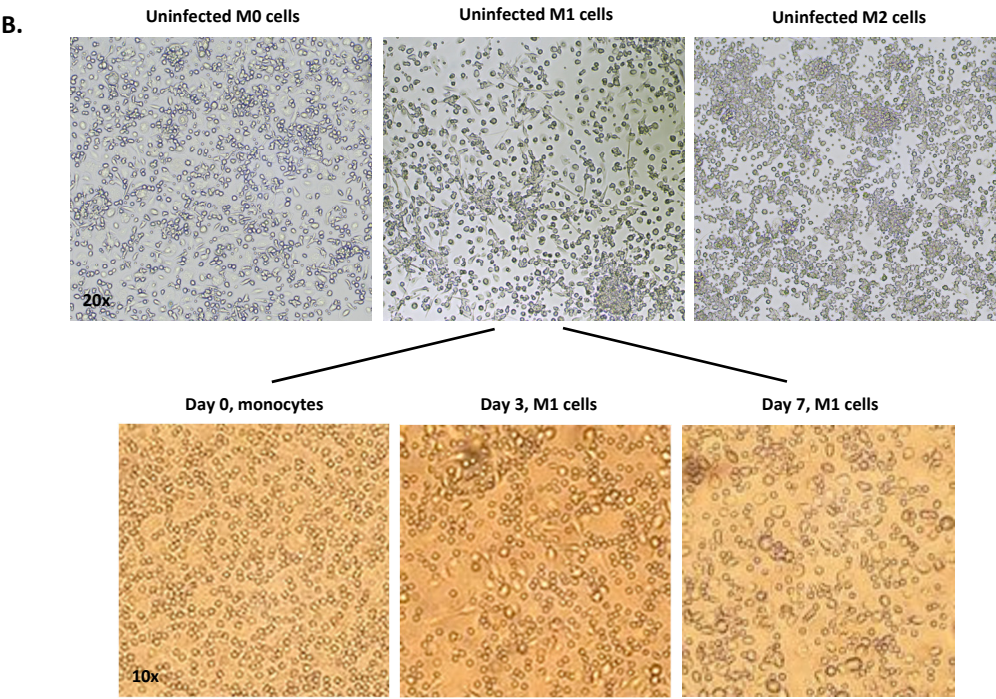 B.
Uninfected M0 cells
Uninfected M1 cells
Uninfected M2 cells
20x
Day 0, monocytes
Day 3, M1 cells
Day 7, M1 cells
10x